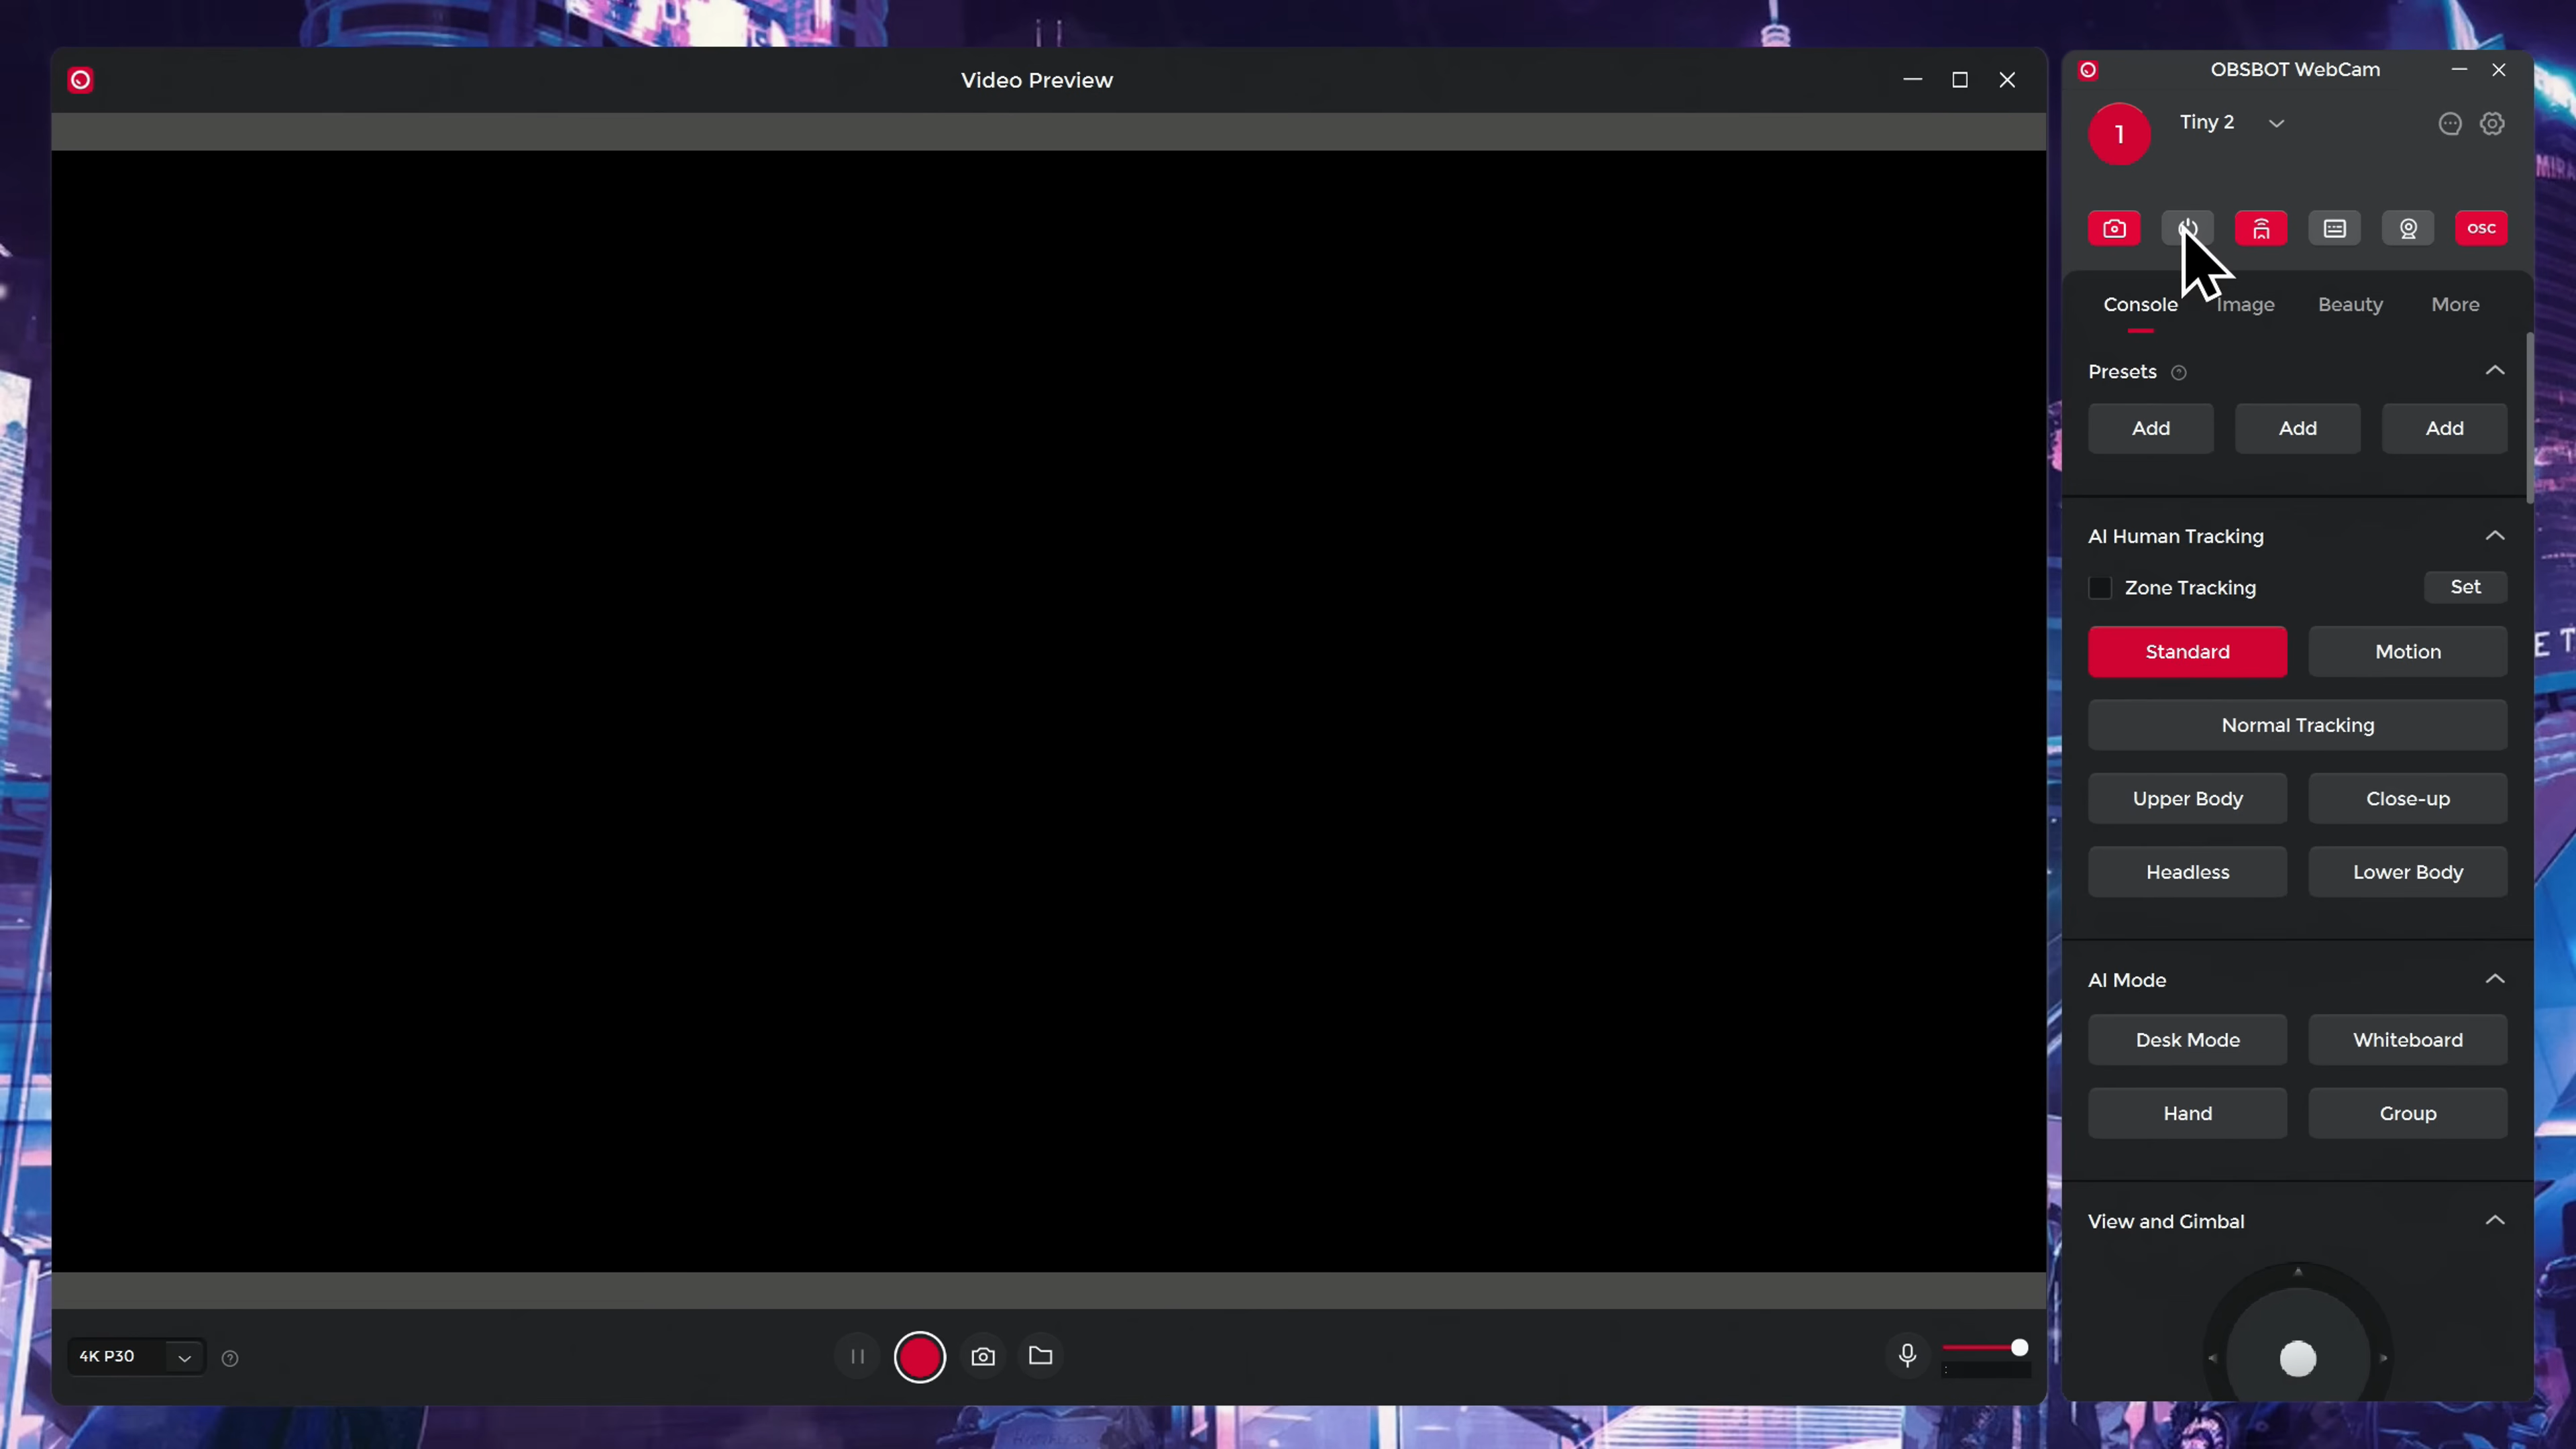 Video Preview
OBSBOT WebCam
1
Tiny 2
OSC
Console
Image
Beauty
More
Presets
Add
Add
Add
AI Human Tracking
Zone Tracking
Set
Standard
Motion
Normal Tracking
Upper Body
Close-up
Headless
Lower Body
AI Mode
Desk Mode
Whiteboard
Hand
Group
View and Gimbal
4K P30